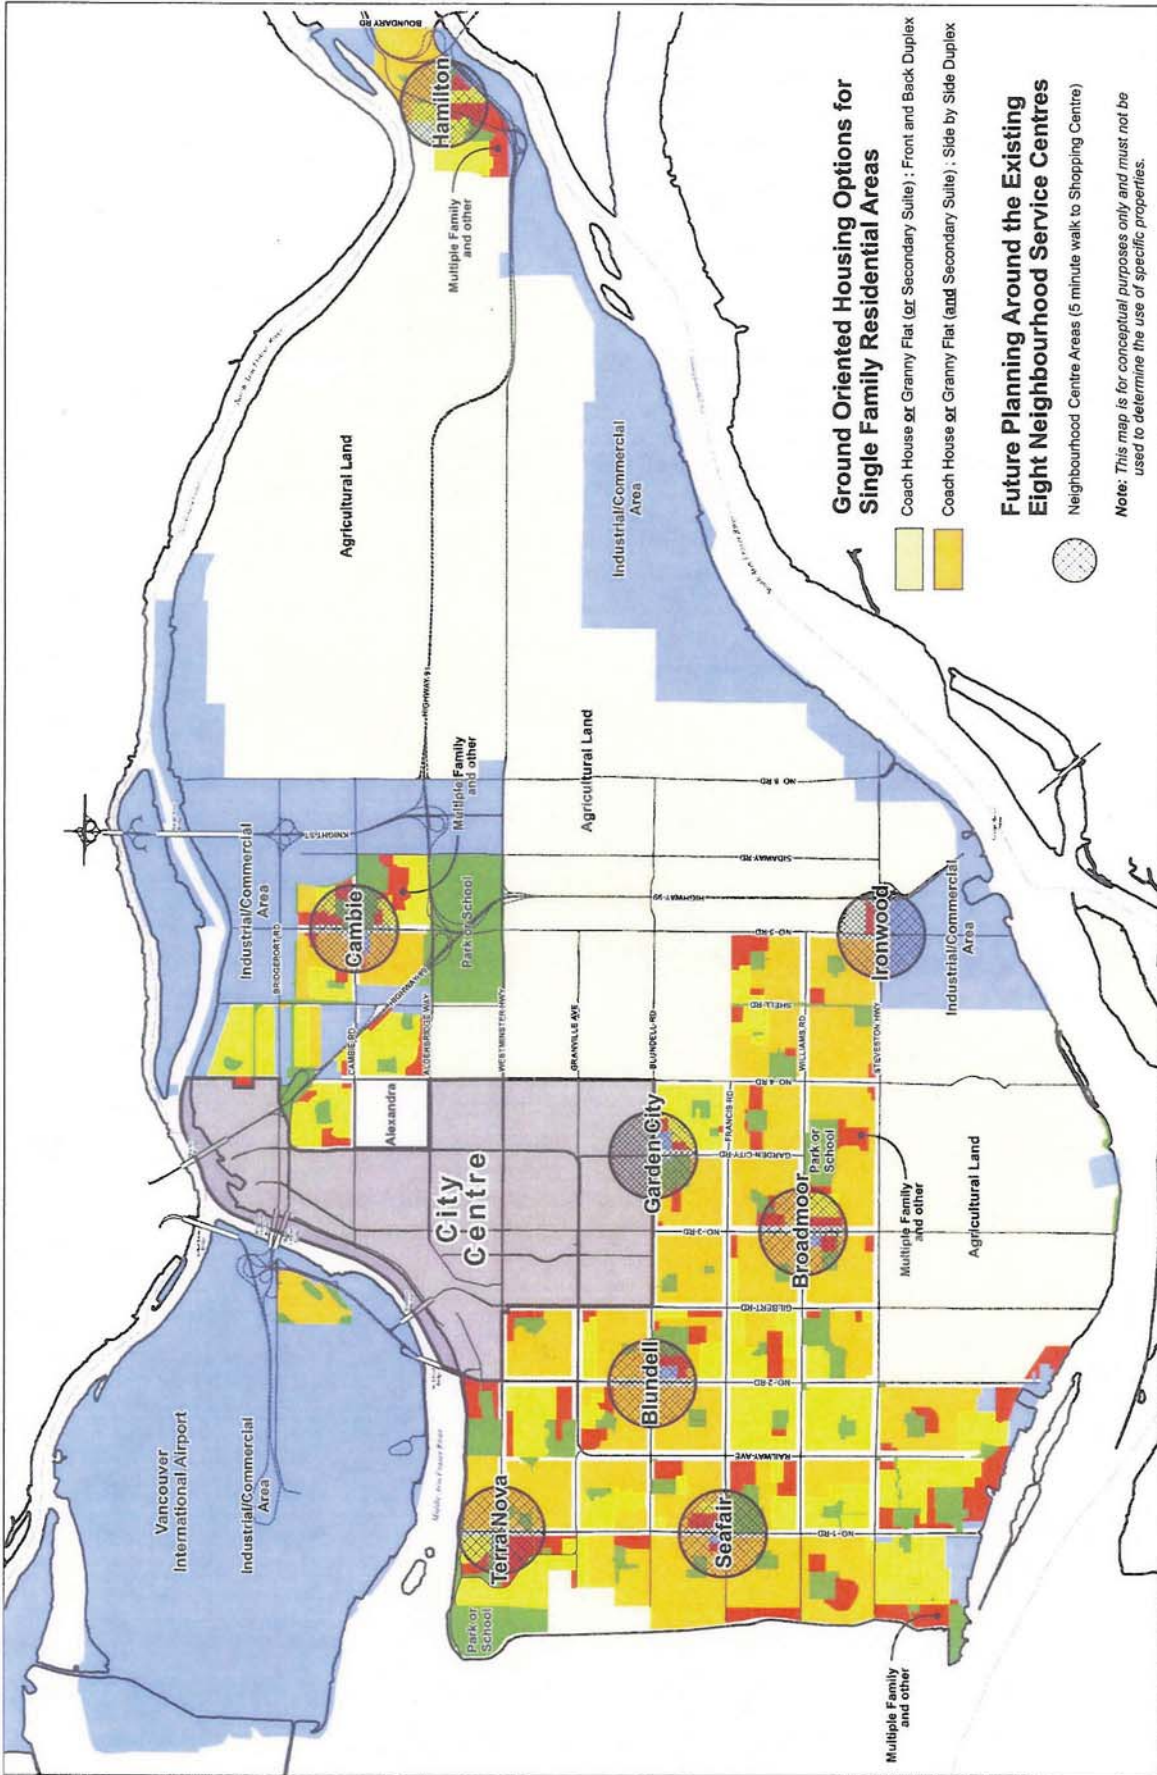 BOUNDARY RD
Hamilton
Multiple Family
and other
Agricultural Land
Industrial/Commercial
Area
HIGHWAY-91
Multiple Family
and other
Agricultural Land
NO-6-RD
Industrial/Commercial
Area
KNIGHT-ST
SIDAWAY-RD
HIGHWAY-99
Cambie
Park or School
Ironwood
Industrial/Commercial
Area
BRIDGEPORT-RD
HIGHWAY-99
NO-5-RD
CAMBIE-RD
ALDERBRIDGE-WAY
WESTMINSTER-HWY
GRANVILLE-AVE
BLUNDELL-RD
SHELL-RD
WILLIAMS-RD
STEVESTON HWY
Alexandra
NO-4-RD
FRANCIS-RD
City
Centre
Garden City
GARDEN-CITY-RD
Park or
School
Multiple Family
and other
Agricultural Land
NO-3-RD
Broadmoor
GILBERT-RD
Blundell
NO-2-RD
RAILWAY-AVE
Vancouver
International Airport
Industrial/Commercial
Area
Terra Nova
Seafair
NO-1-RD
Park or
School
Multiple Family
and other
Ground Oriented Housing Options for
Single Family Residential Areas
Coach House or Granny Flat (or Secondary Suite) ; Front and Back Duplex
Coach House or Granny Flat (and Secondary Suite) ; Side by Side Duplex
Future Planning Around the Existing
Eight Neighbourhood Service Centres
Neighbourhood Centre Areas (5 minute walk to Shopping Centre)
Note: This map is for conceptual purposes only and must not be
used to determine the use of specific properties.